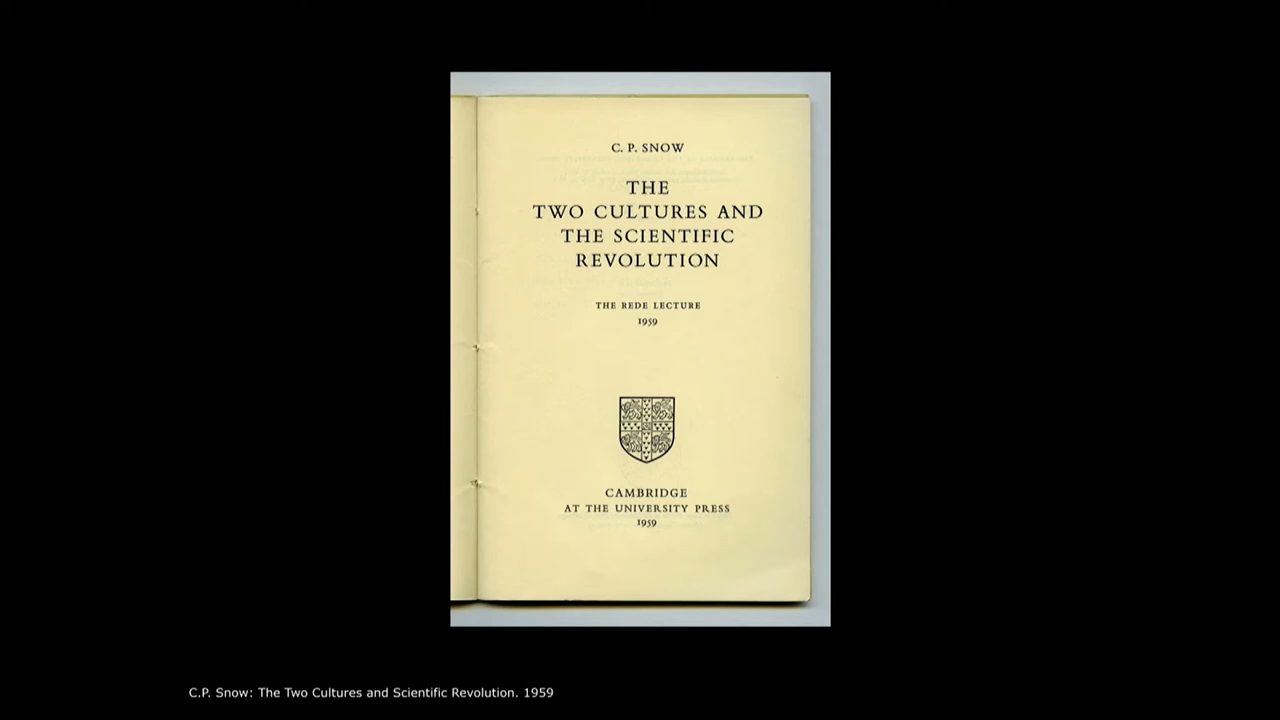 C. P. SNOW
THE
TWO CULTURES AND
THE SCIENTIFIC
REVOLUTION
THE REDE LECTURE
1959
CAMBRIDGE
AT THE UNIVERSITY PRESS
1959
C.P. Snow: The Two Cultures and Scientific Revolution. 1959